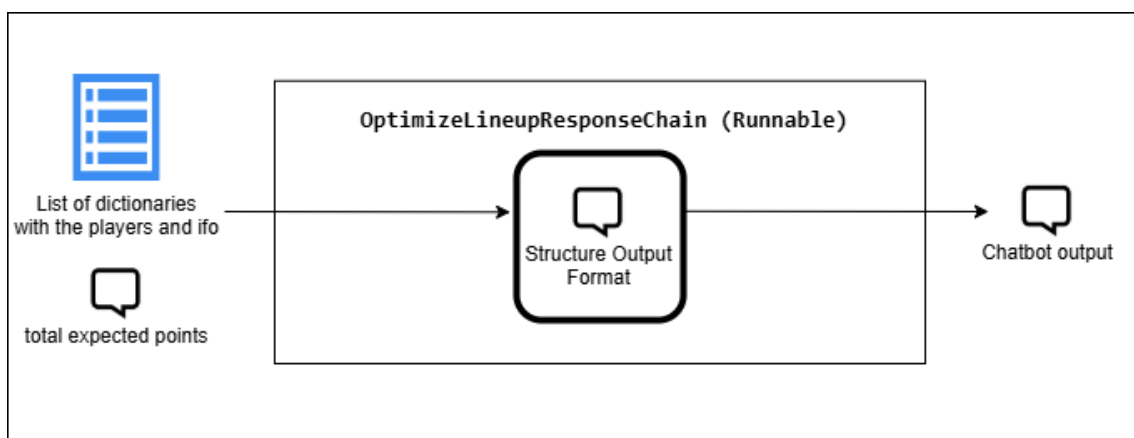 OptimizeLineupResponseChain (Runnable)
List of dictionaries
with the players and ifo
total expected points
Structure Output
Format
Chatbot output